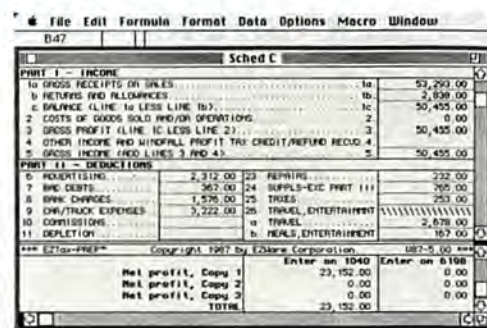 File Edit Formula Format Data Options Macro Window
B47
Sched C
PART I - INCOME
1a GROSS RECEIPTS OR SALES 1a. 53,293.00
b RETURNS AND ALLOWANCES 1b. 2,838.00
c BALANCE (LINE 1a LESS LINE 1b) 1c. 50,455.00
2 COSTS OF GOODS SOLD AND/OR OPERATIONS 2. 0.00
3 GROSS PROFIT (LINE 1C LESS LINE 2) 3. 50,455.00
4 OTHER INCOME AND WINDFALL PROFIT TAX CREDIT/REFUND RECVD 4.
5 GROSS INCOME (ADD LINES 3 AND 4) 5. 50,455.00
PART II - DEDUCTIONS
6 ADVERTISING 2,312.00 23 REPAIRS 232.00
7 BAD DEBTS 367.00 24 SUPPLS-EXC PART III 765.00
8 BANK CHARGES 1,576.00 25 TAXES 253.00
9 CAR/TRUCK EXPENSES 3,222.00 26 TRAVEL,ENTERTAINMNT
10 COMMISSIONS a TRAVEL 2,678.00
11 DEPLETION b MEALS,ENTERTAINMENT 167.00
*** EZTax-PREP™ Copyright 1987 by EZWare Corporation U87-5.00 ***
Enter on 1040 Enter on 6198
Net profit, Copy 1 23,152.00 0.00
Net profit, Copy 2 0.00 0.00
Net profit, Copy 3 0.00 0.00
TOTAL 23,152.00 0.00